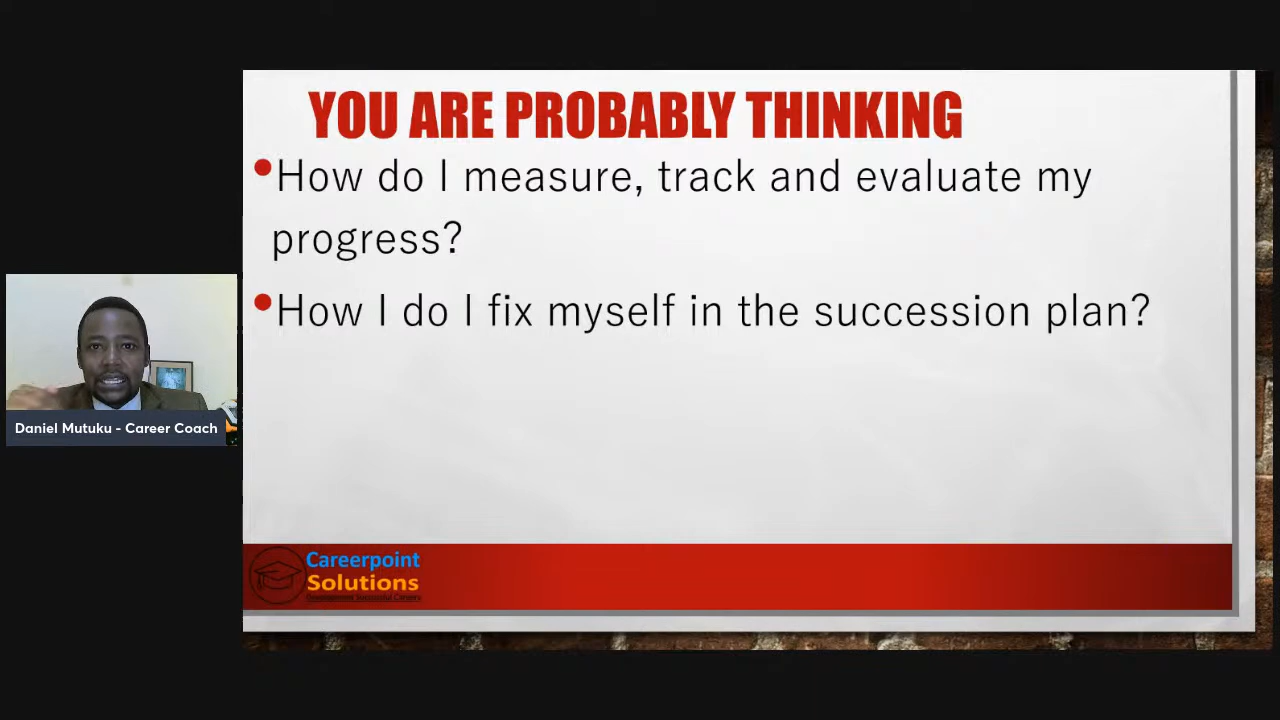 YOU ARE PROBABLY THINKING
•How do I measure, track and evaluate my
progress?
•How I do I fix myself in the succession plan?
Daniel Mutuku - Career Coach
Careerpoint
Solutions